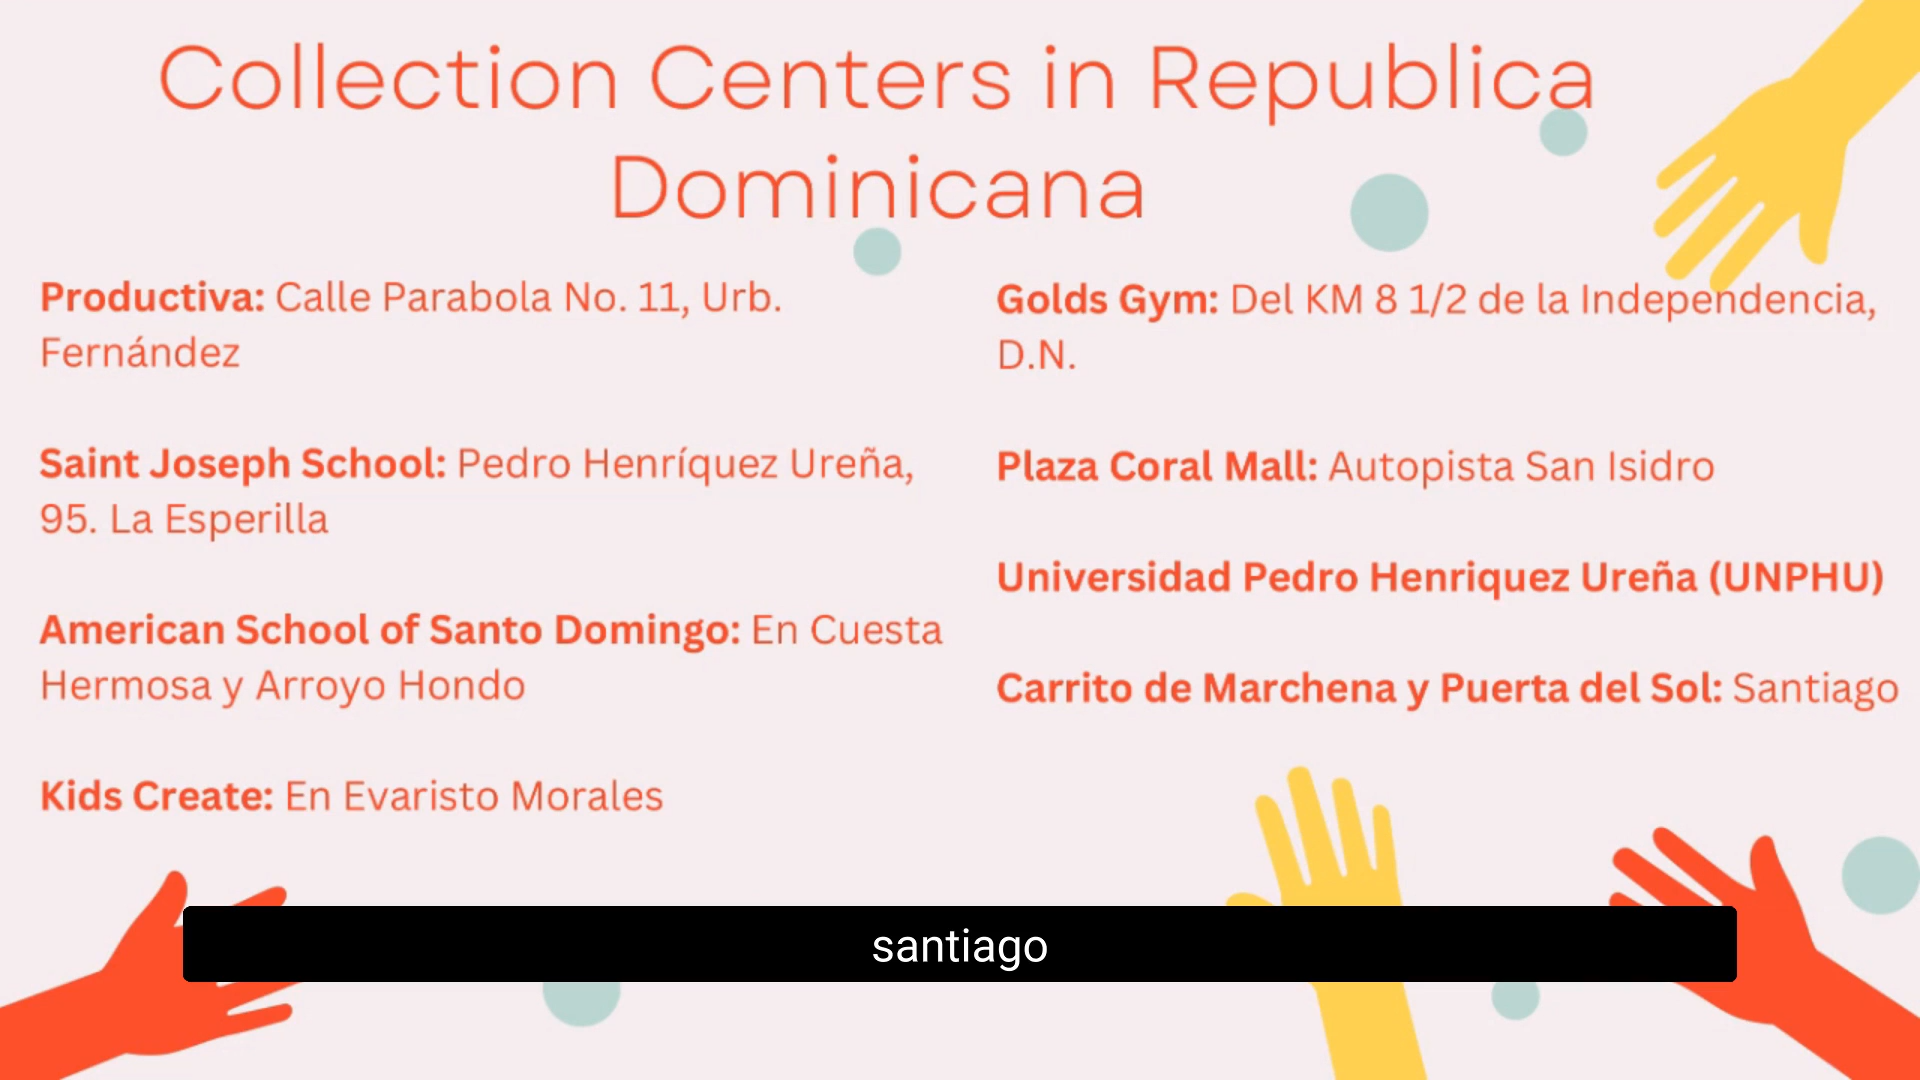 Collection Centers in Republica
Dominicana
Productiva: Calle Parabola No. 11, Urb.
Fernández
Saint Joseph School: Pedro Henríquez Ureña,
95. La Esperilla
American School of Santo Domingo: En Cuesta
Hermosa y Arroyo Hondo
Kids Create: En Evaristo Morales
Golds Gym: Del KM 8 1/2 de la Independencia,
D.N.
Plaza Coral Mall: Autopista San Isidro
Universidad Pedro Henriquez Ureña (UNPHU)
Carrito de Marchena y Puerta del Sol: Santiago
santiago